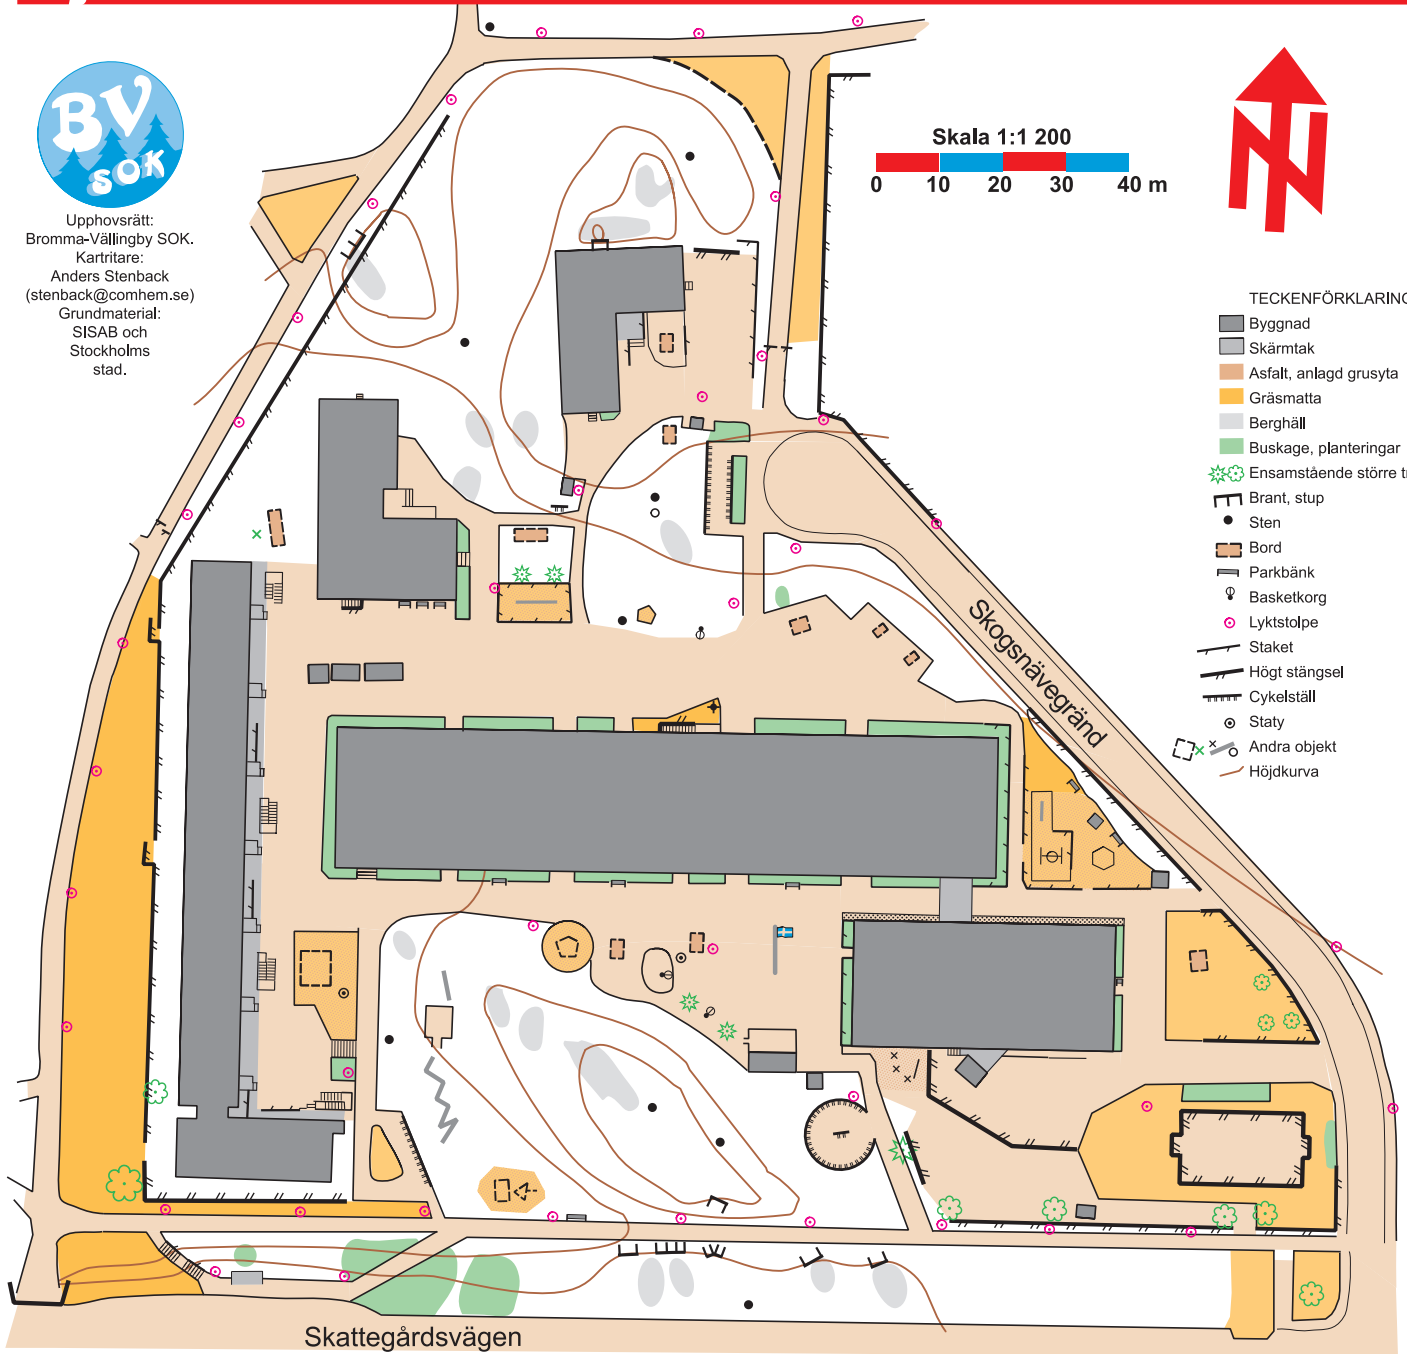 BV
SOK
Upphovsrätt:
Bromma-Vällingby SOK.
Kartritare:
Anders Stenback
(stenback@comhem.se)
Grundmaterial:
SISAB och
Stockholms
stad.
Skala 1:1 200
0 10 20 30 40 m
N
TECKENFÖRKLARING
Byggnad
Skärmtak
Asfalt, anlagd grusyta
Gräsmatta
Berghäll
Buskage, planteringar
Ensamstående större tr
Brant, stup
Sten
Bord
Parkbänk
Basketkorg
Lyktstolpe
Staket
Högt stängsel
Cykelställ
Staty
Andra objekt
Höjdkurva
Skogsnävegränd
Skattegårdsvägen